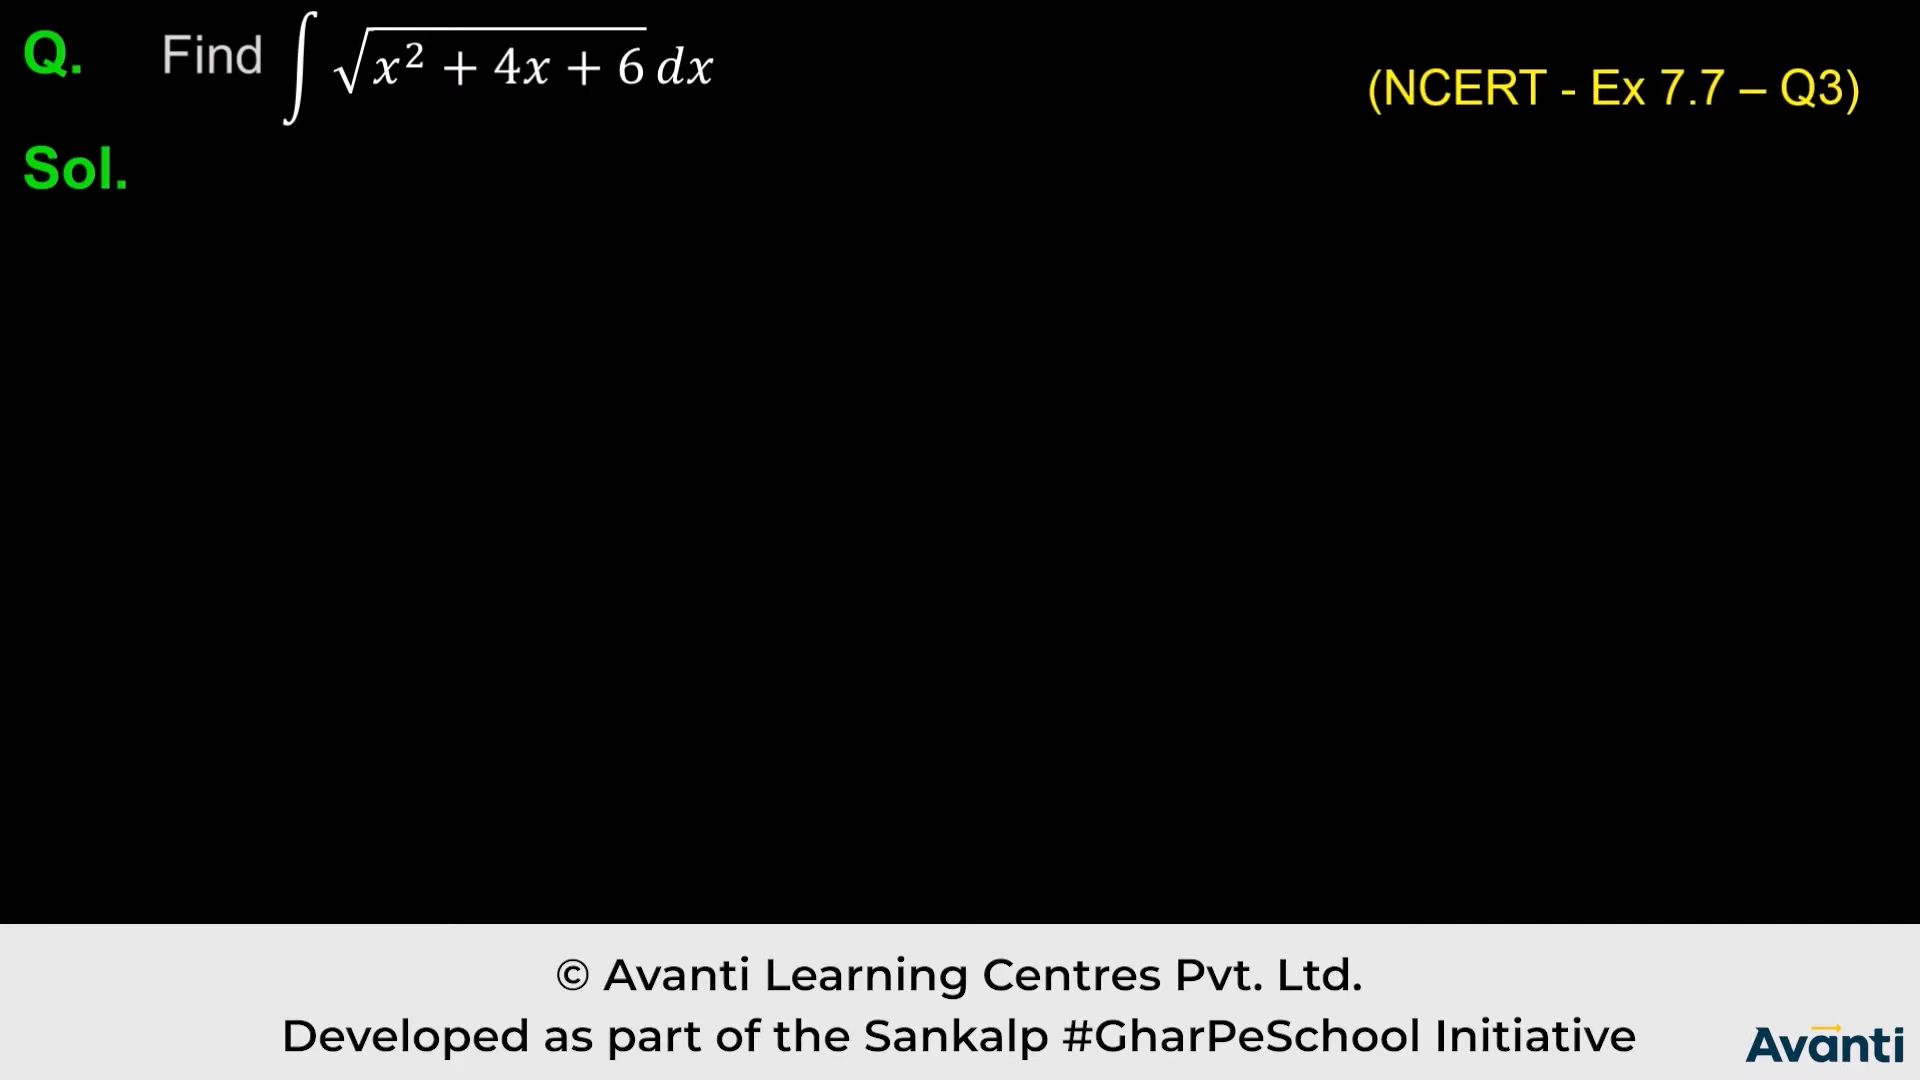 Q. Find ∫ √(x² + 4x + 6) dx
(NCERT - Ex 7.7 – Q3)
Sol.
© Avanti Learning Centres Pvt. Ltd.
Developed as part of the Sankalp #GharPeSchool Initiative
Avanti